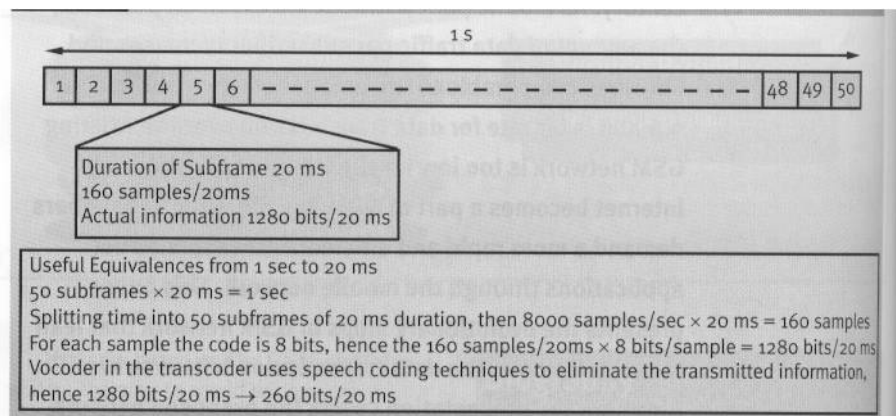 1 s
1 2 3 4 5 6 48 49 50
Duration of Subframe 20 ms
160 samples/20ms
Actual information 1280 bits/20 ms
Useful Equivalences from 1 sec to 20 ms
50 subframes × 20 ms = 1 sec
Splitting time into 50 subframes of 20 ms duration, then 8000 samples/sec × 20 ms = 160 samples
For each sample the code is 8 bits, hence the 160 samples/20ms × 8 bits/sample = 1280 bits/20 ms
Vocoder in the transcoder uses speech coding techniques to eliminate the transmitted information,
hence 1280 bits/20 ms → 260 bits/20 ms